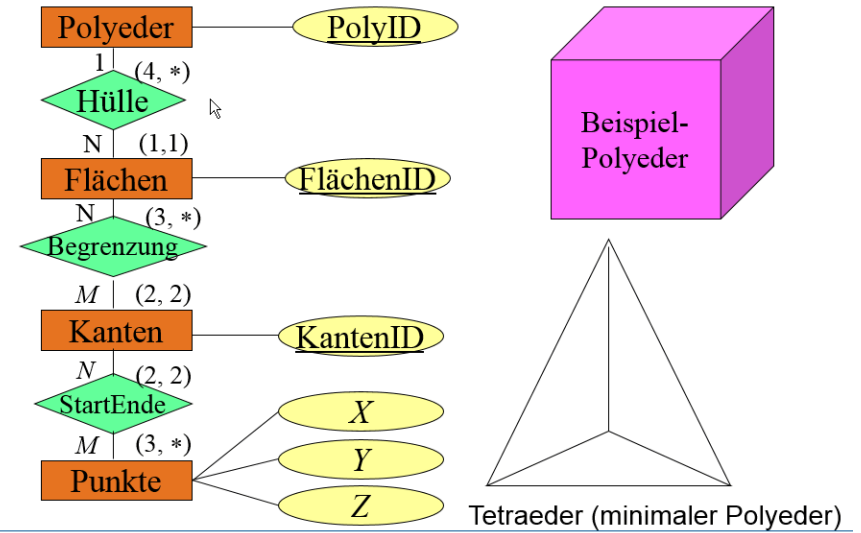 Polyeder
PolyID
1
(4, *)
Hülle
N
(1,1)
Flächen
FlächenID
N
(3, *)
Begrenzung
M
(2, 2)
Kanten
KantenID
N
(2, 2)
StartEnde
M
(3, *)
Punkte
X
Y
Z
Beispiel-
Polyeder
Tetraeder (minimaler Polyeder)